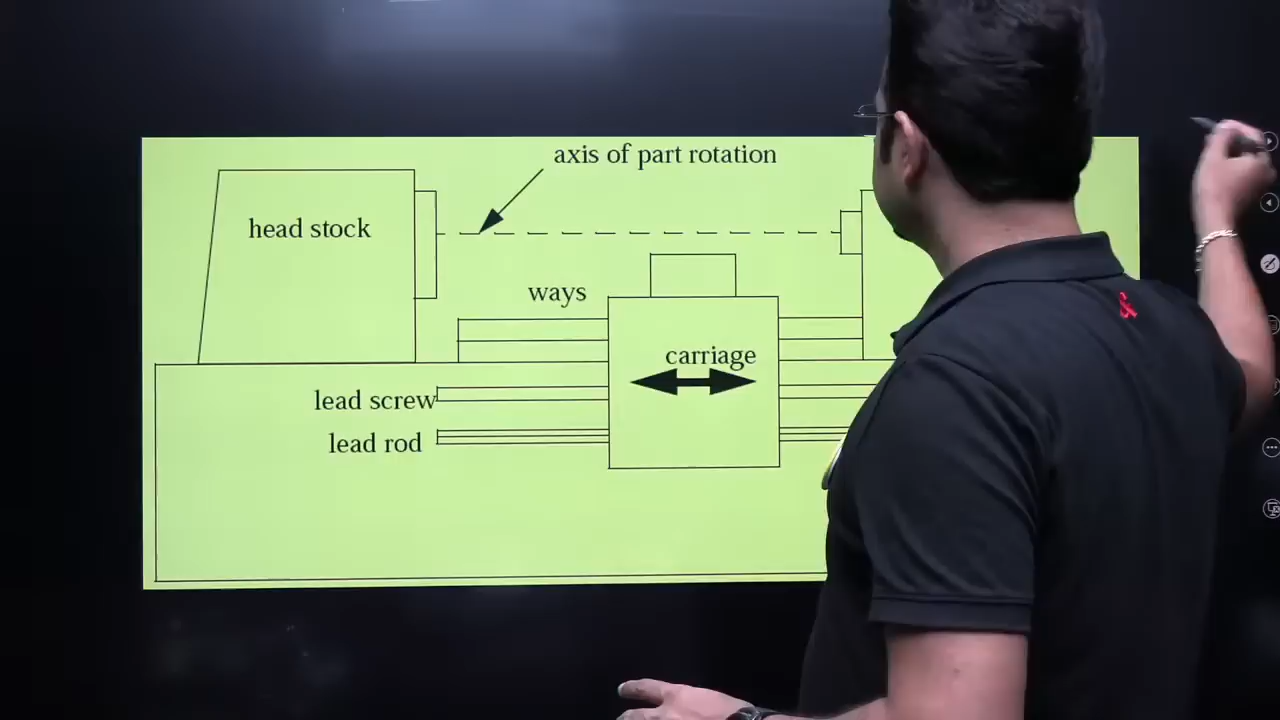 axis of part rotation
head stock
ways
carriage
lead screw
lead rod